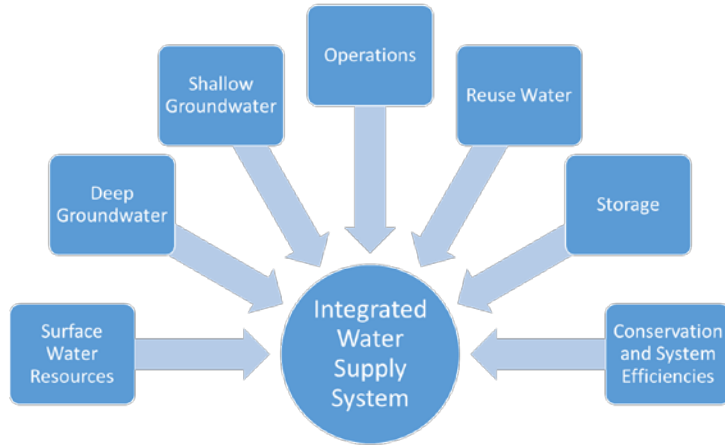 Operations
Shallow
Groundwater
Reuse Water
Deep
Groundwater
Storage
Surface
Water
Resources
Integrated
Water
Supply
System
Conservation
and System
Efficiencies